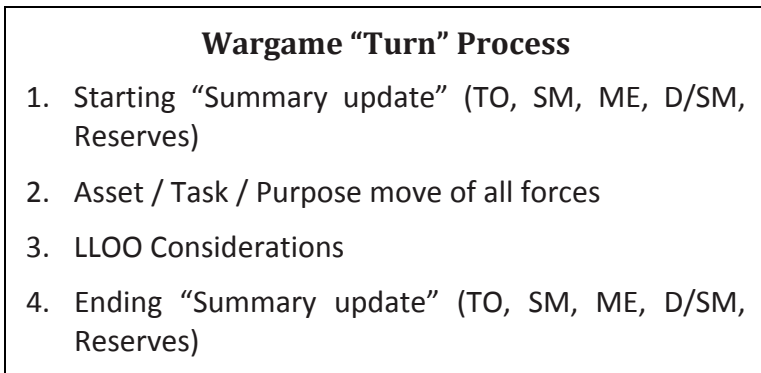 Wargame “Turn” Process
1. Starting “Summary update” (TO, SM, ME, D/SM,
Reserves)
2. Asset / Task / Purpose move of all forces
3. LLOO Considerations
4. Ending “Summary update” (TO, SM, ME, D/SM,
Reserves)